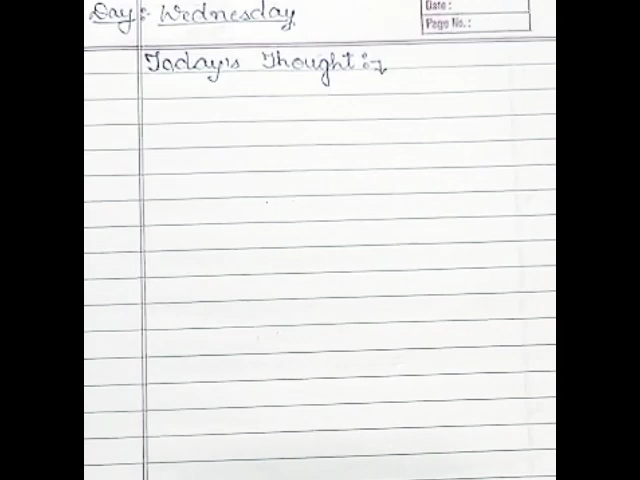 Day: Wednesday
Date :
Page No. :
Today's Thought :-